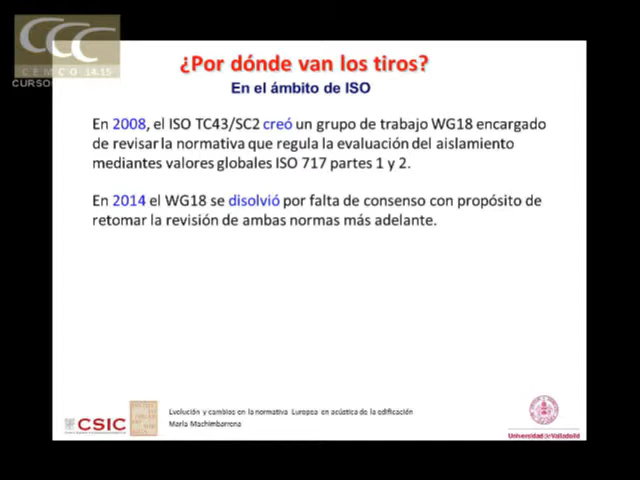 CCC
CEMCO 14-15
CURSO
¿Por dónde van los tiros?
En el ámbito de ISO
En 2008, el ISO TC43/SC2 creó un grupo de trabajo WG18 encargado
de revisar la normativa que regula la evaluación del aislamiento
mediantes valores globales ISO 717 partes 1 y 2.
En 2014 el WG18 se disolvió por falta de consenso con propósito de
retomar la revisión de ambas normas más adelante.
Evolución y cambios en la normativa Europea en acústica de la edificación
María Machimbarrena
CSIC
Universidad de Valladolid